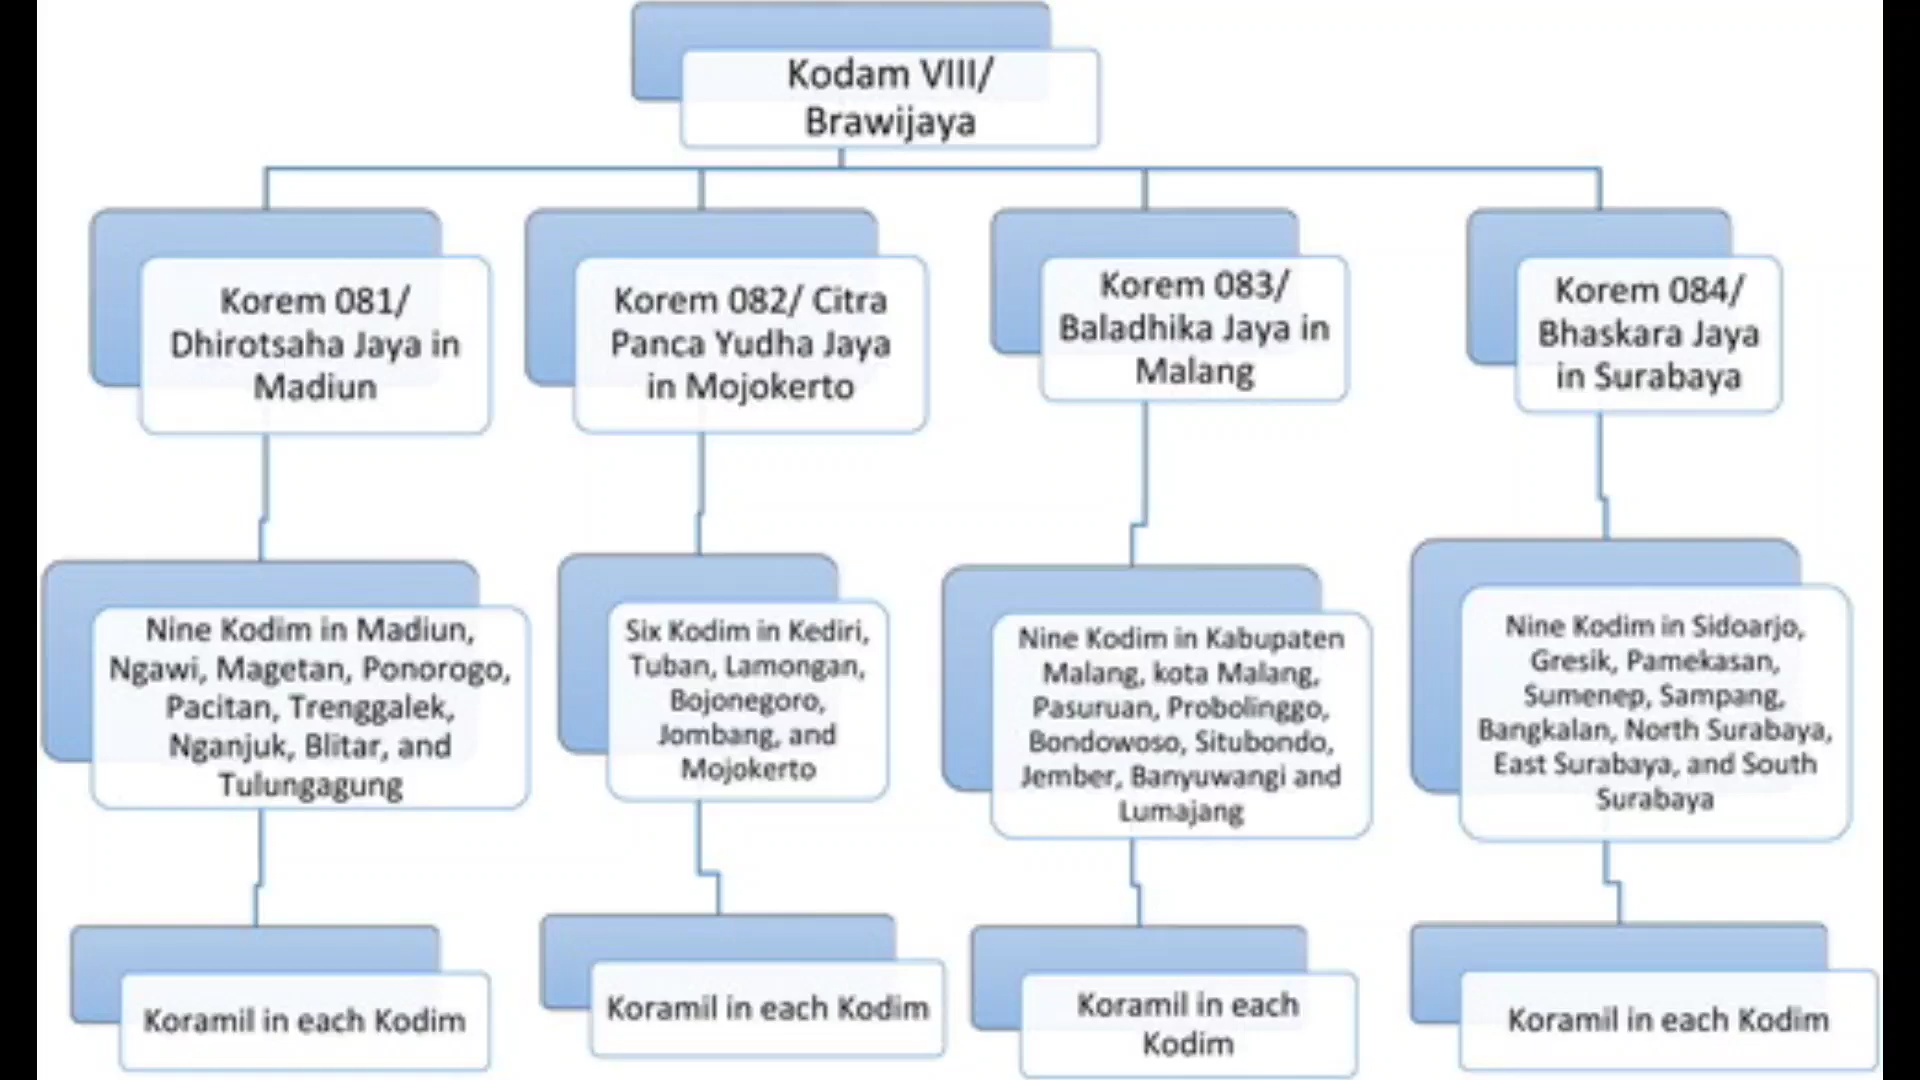 Kodam VIII/
Brawijaya
Korem 081/
Dhirotsaha Jaya in
Madiun
Korem 082/ Citra
Panca Yudha Jaya
in Mojokerto
Korem 083/
Baladhika Jaya in
Malang
Korem 084/
Bhaskara Jaya
in Surabaya
Nine Kodim in Madiun,
Ngawi, Magetan, Ponorogo,
Pacitan, Trenggalek,
Nganjuk, Blitar, and
Tulungagung
Six Kodim in Kediri,
Tuban, Lamongan,
Bojonegoro,
Jombang, and
Mojokerto
Nine Kodim in Kabupaten
Malang, kota Malang,
Pasuruan, Probolinggo,
Bondowoso, Situbondo,
Jember, Banyuwangi and
Lumajang
Nine Kodim in Sidoarjo,
Gresik, Pamekasan,
Sumenep, Sampang,
Bangkalan, North Surabaya,
East Surabaya, and South
Surabaya
Koramil in each Kodim
Koramil in each Kodim
Koramil in each
Kodim
Koramil in each Kodim